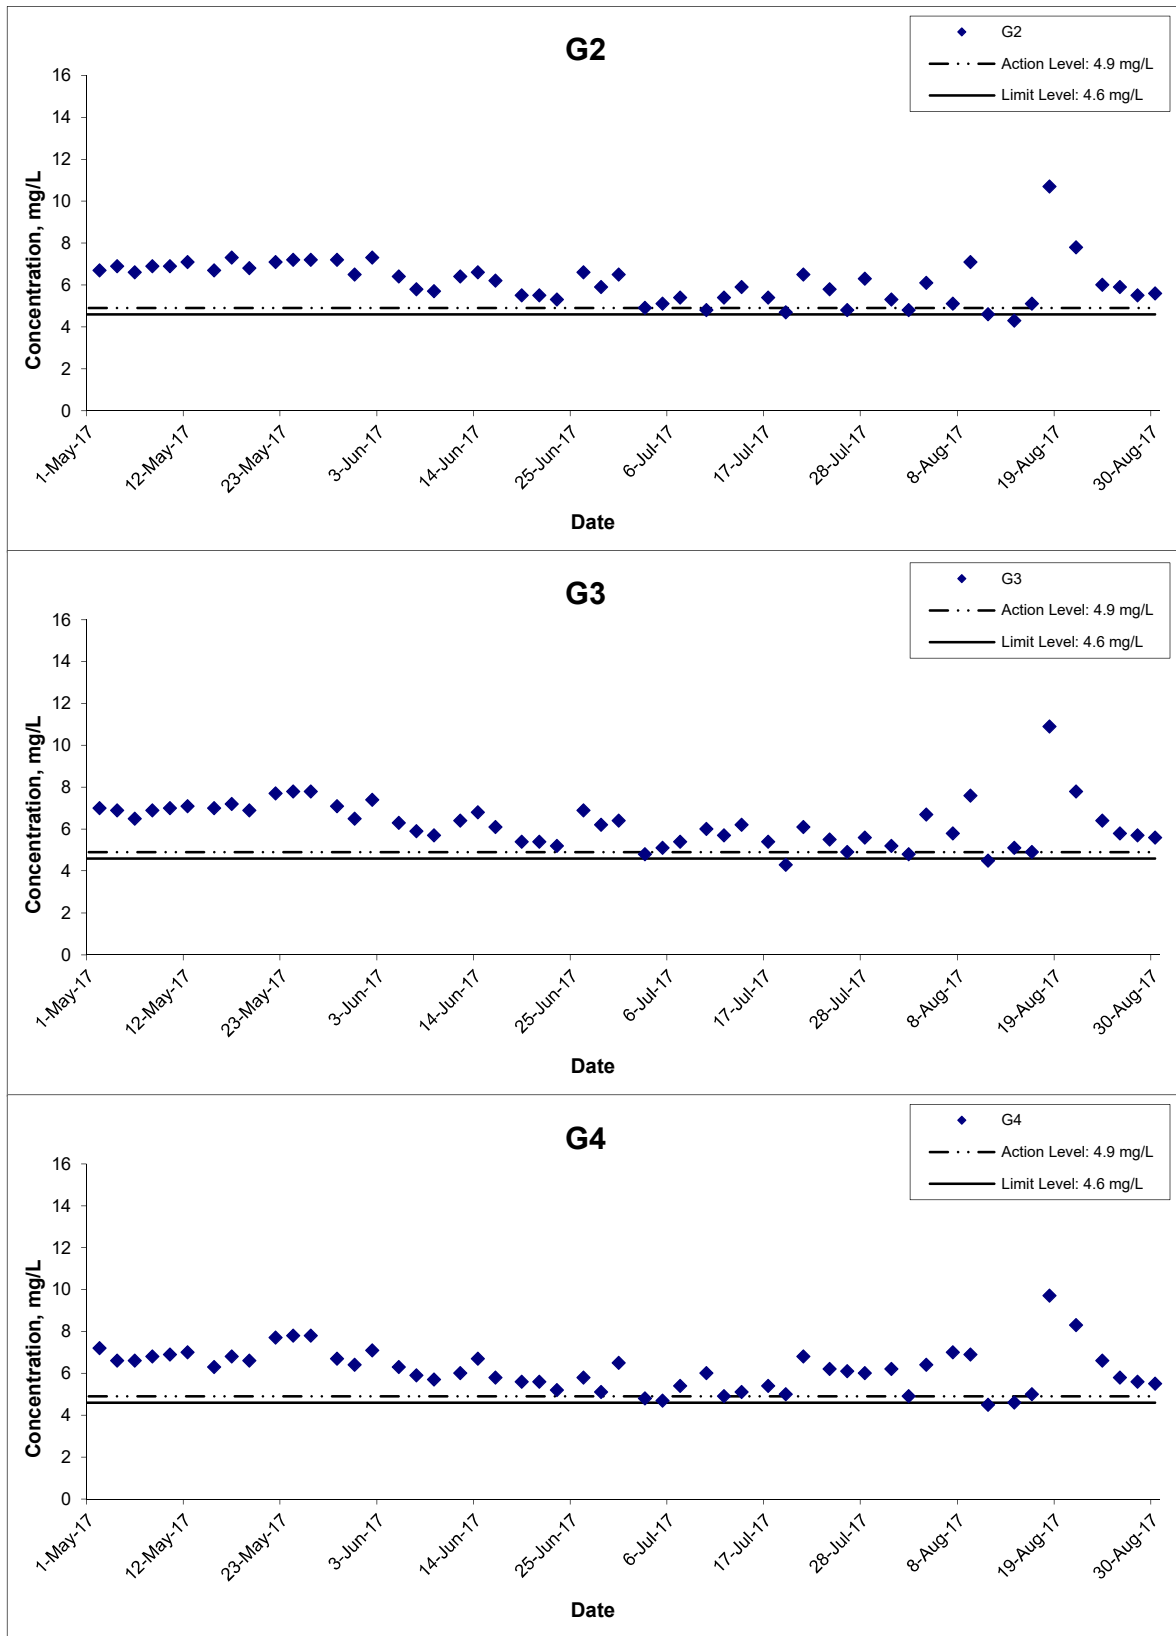 G2
G2
Action Level: 4.9 mg/L
Limit Level: 4.6 mg/L
Concentration, mg/L
16
14
12
10
8
6
4
2
0
1-May-17
12-May-17
23-May-17
3-Jun-17
14-Jun-17
25-Jun-17
6-Jul-17
17-Jul-17
28-Jul-17
8-Aug-17
19-Aug-17
30-Aug-17
Date
G3
G3
Action Level: 4.9 mg/L
Limit Level: 4.6 mg/L
Concentration, mg/L
16
14
12
10
8
6
4
2
0
1-May-17
12-May-17
23-May-17
3-Jun-17
14-Jun-17
25-Jun-17
6-Jul-17
17-Jul-17
28-Jul-17
8-Aug-17
19-Aug-17
30-Aug-17
Date
G4
G4
Action Level: 4.9 mg/L
Limit Level: 4.6 mg/L
Concentration, mg/L
16
14
12
10
8
6
4
2
0
1-May-17
12-May-17
23-May-17
3-Jun-17
14-Jun-17
25-Jun-17
6-Jul-17
17-Jul-17
28-Jul-17
8-Aug-17
19-Aug-17
30-Aug-17
Date